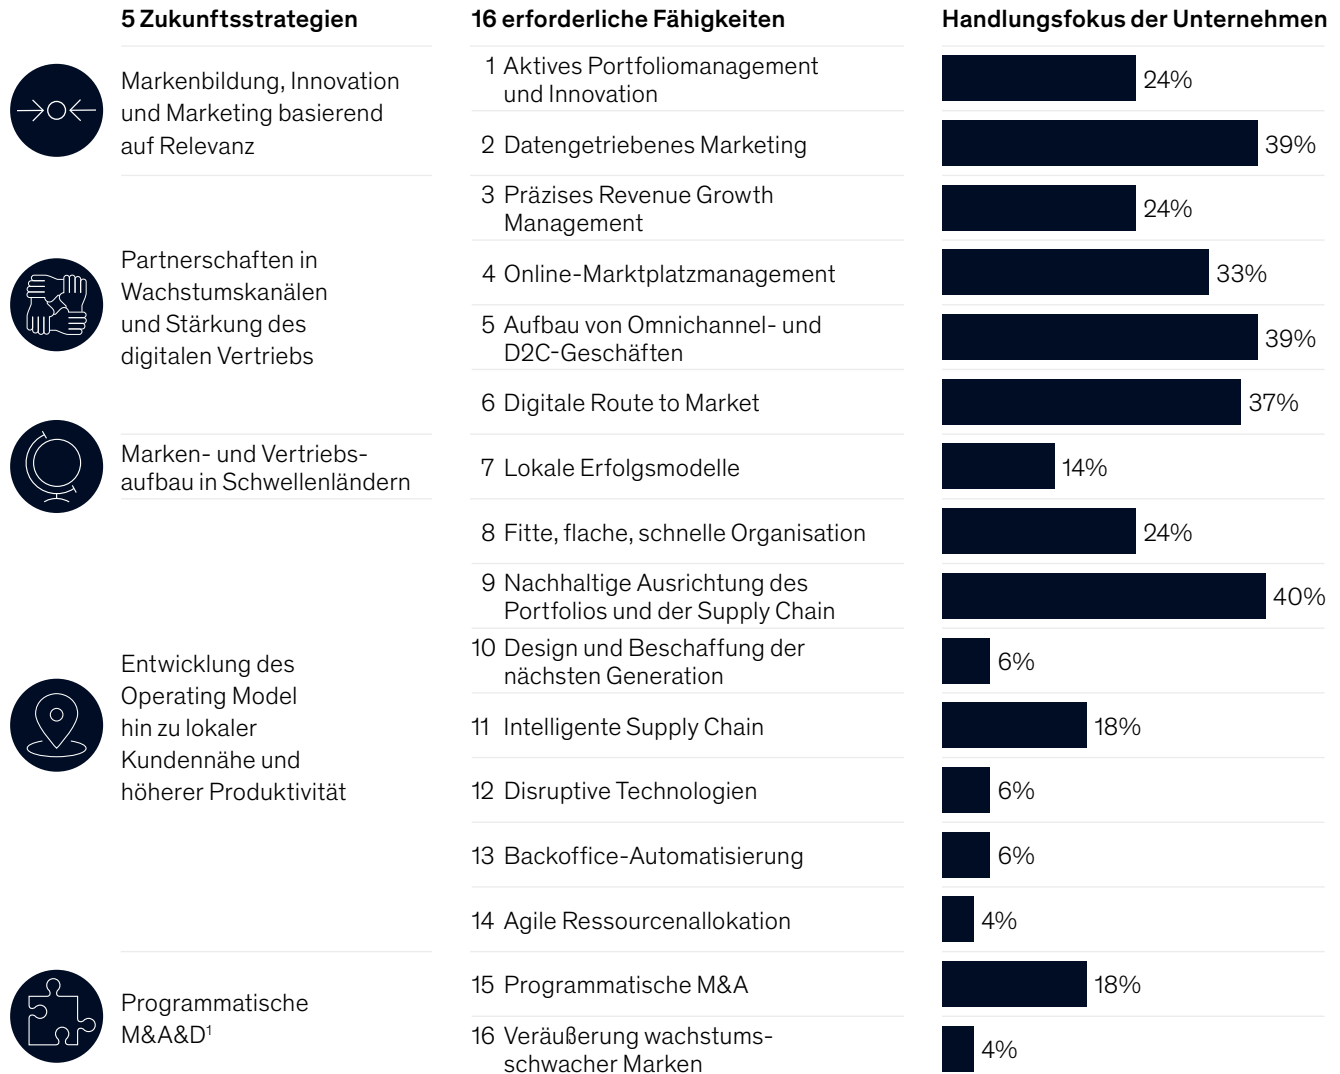 5 Zukunftsstrategien
16 erforderliche Fähigkeiten
Handlungsfokus der Unternehmen
Markenbildung, Innovation
und Marketing basierend
auf Relevanz
1 Aktives Portfoliomanagement
und Innovation
24%
2 Datengetriebenes Marketing
39%
Partnerschaften in
Wachstumskanälen
und Stärkung des
digitalen Vertriebs
3 Präzises Revenue Growth
Management
24%
4 Online-Marktplatzmanagement
33%
5 Aufbau von Omnichannel- und
D2C-Geschäften
39%
6 Digitale Route to Market
37%
Marken- und Vertriebs-
aufbau in Schwellenländern
7 Lokale Erfolgsmodelle
14%
Entwicklung des
Operating Model
hin zu lokaler
Kundennähe und
höherer Produktivität
8 Fitte, flache, schnelle Organisation
24%
9 Nachhaltige Ausrichtung des
Portfolios und der Supply Chain
40%
10 Design und Beschaffung der
nächsten Generation
6%
11 Intelligente Supply Chain
18%
12 Disruptive Technologien
6%
13 Backoffice-Automatisierung
6%
14 Agile Ressourcenallokation
4%
Programmatische
M&A&D¹
15 Programmatische M&A
18%
16 Veräußerung wachstums-
schwacher Marken
4%